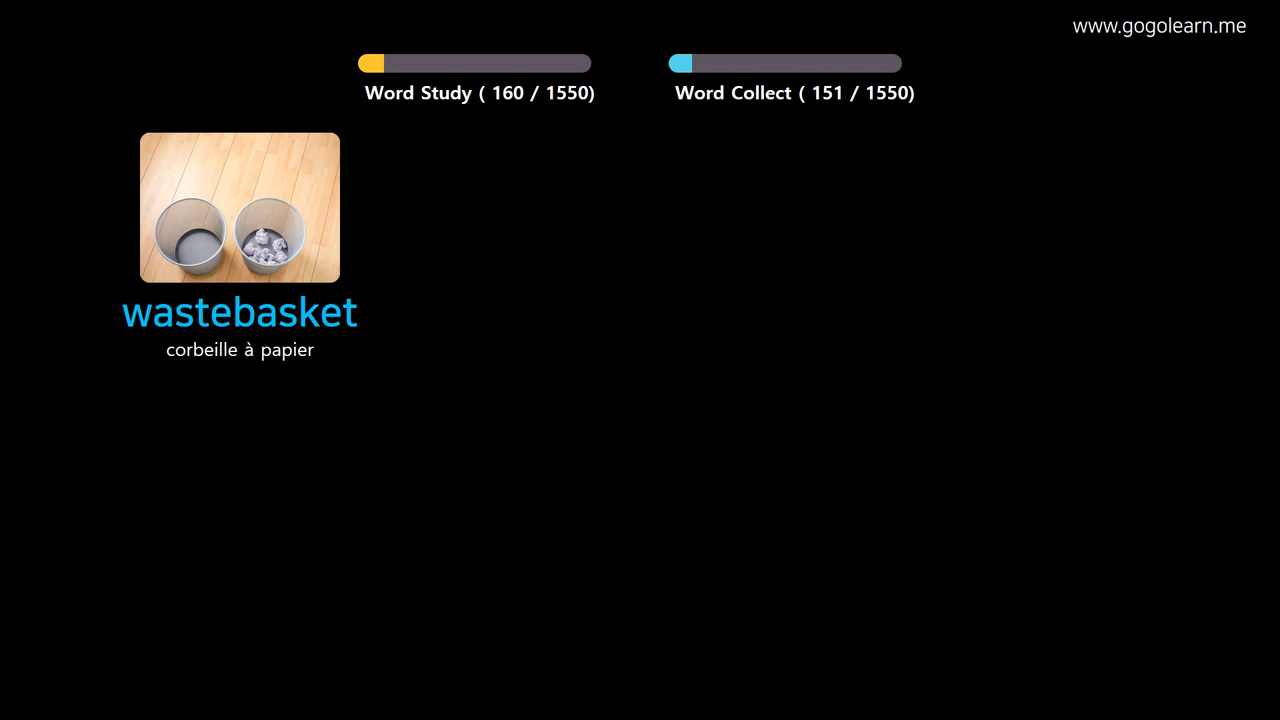 www.gogolearn.me
Word Study ( 160 / 1550)
Word Collect ( 151 / 1550)
wastebasket
corbeille à papier